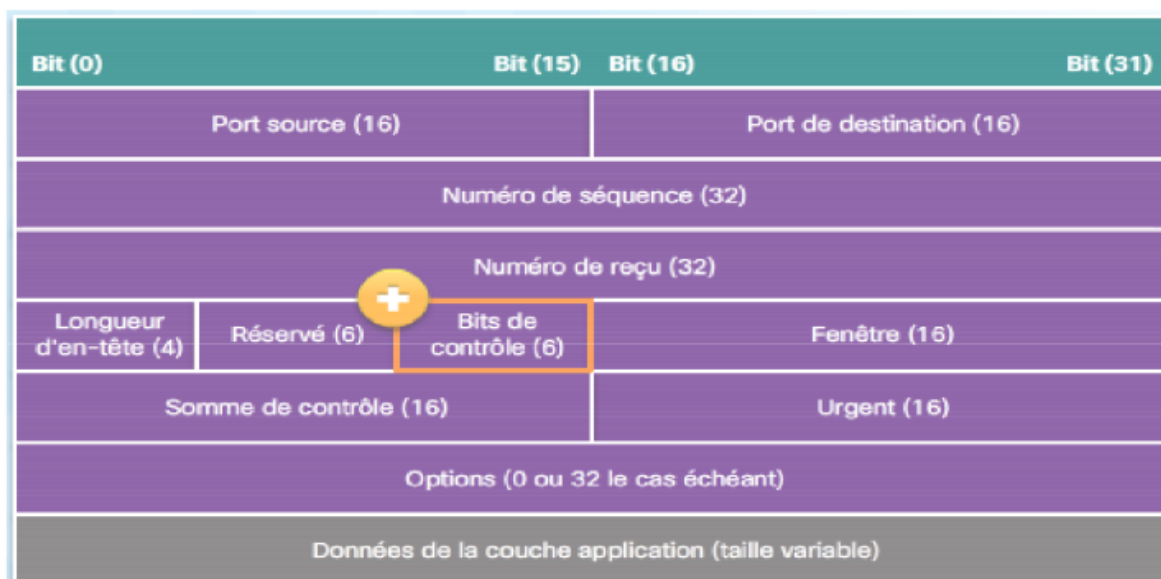 Bit (0) Bit (15) Bit (16) Bit (31)
Port source (16) Port de destination (16)
Numéro de séquence (32)
Numéro de reçu (32)
Longueur
d'en-tête (4)
Réservé (6)
Bits de
contrôle (6)
Fenêtre (16)
Somme de contrôle (16) Urgent (16)
Options (0 ou 32 le cas échéant)
Données de la couche application (taille variable)